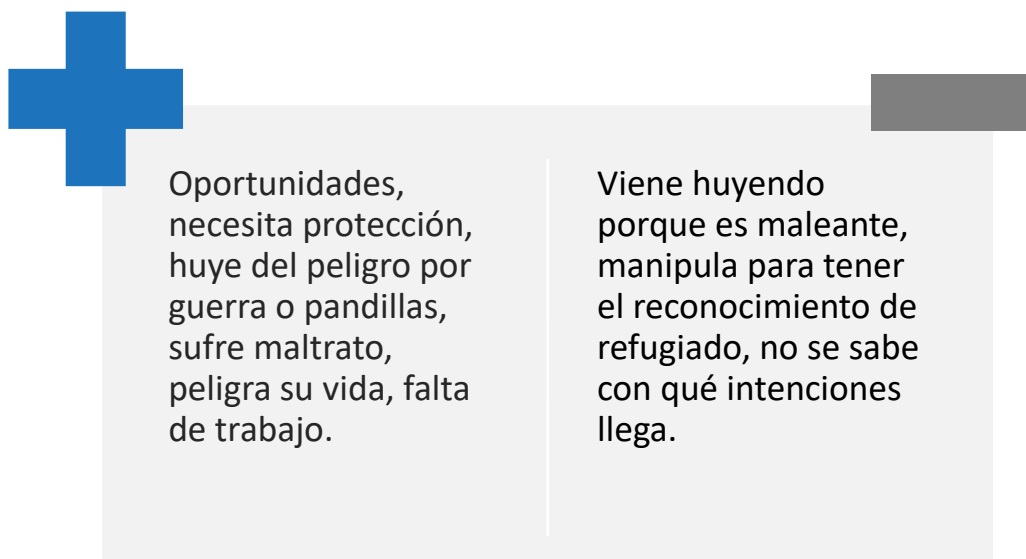 Oportunidades,
necesita protección,
huye del peligro por
guerra o pandillas,
sufre maltrato,
peligra su vida, falta
de trabajo.
Viene huyendo
porque es maleante,
manipula para tener
el reconocimiento de
refugiado, no se sabe
con qué intenciones
llega.